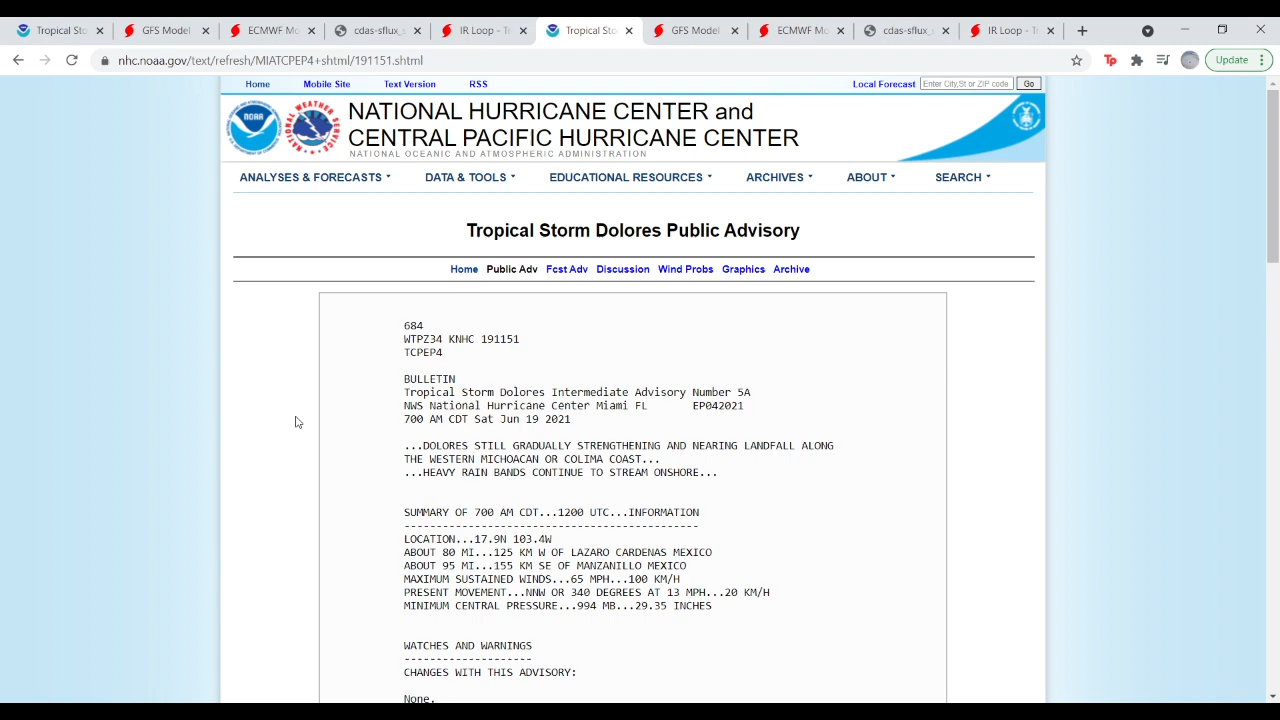 Tropical Sto
GFS Model
ECMWF Mo
cdas-sflux_s
IR Loop - Tr
Tropical Sto
GFS Model
ECMWF Mo
cdas-sflux_s
IR Loop - Tr
nhc.noaa.gov/text/refresh/MIATCPEP4+shtml/191151.shtml
Tp
Update
Home Mobile Site Text Version RSS Local Forecast Enter City,St or ZIP code Go
NOAA
NATIONAL WEATHER SERVICE
NATIONAL HURRICANE CENTER and
CENTRAL PACIFIC HURRICANE CENTER
NATIONAL OCEANIC AND ATMOSPHERIC ADMINISTRATION
ANALYSES & FORECASTS DATA & TOOLS EDUCATIONAL RESOURCES ARCHIVES ABOUT SEARCH
Tropical Storm Dolores Public Advisory
Home Public Adv Fcst Adv Discussion Wind Probs Graphics Archive
684
WTPZ34 KNHC 191151
TCPEP4
BULLETIN
Tropical Storm Dolores Intermediate Advisory Number 5A
NWS National Hurricane Center Miami FL EP042021
700 AM CDT Sat Jun 19 2021
...DOLORES STILL GRADUALLY STRENGTHENING AND NEARING LANDFALL ALONG
THE WESTERN MICHOACAN OR COLIMA COAST...
...HEAVY RAIN BANDS CONTINUE TO STREAM ONSHORE...
SUMMARY OF 700 AM CDT...1200 UTC...INFORMATION
----------------------------------------------
LOCATION...17.9N 103.4W
ABOUT 80 MI...125 KM W OF LAZARO CARDENAS MEXICO
ABOUT 95 MI...155 KM SE OF MANZANILLO MEXICO
MAXIMUM SUSTAINED WINDS...65 MPH...100 KM/H
PRESENT MOVEMENT...NNW OR 340 DEGREES AT 13 MPH...20 KM/H
MINIMUM CENTRAL PRESSURE...994 MB...29.35 INCHES
WATCHES AND WARNINGS
--------------------
CHANGES WITH THIS ADVISORY:
None.